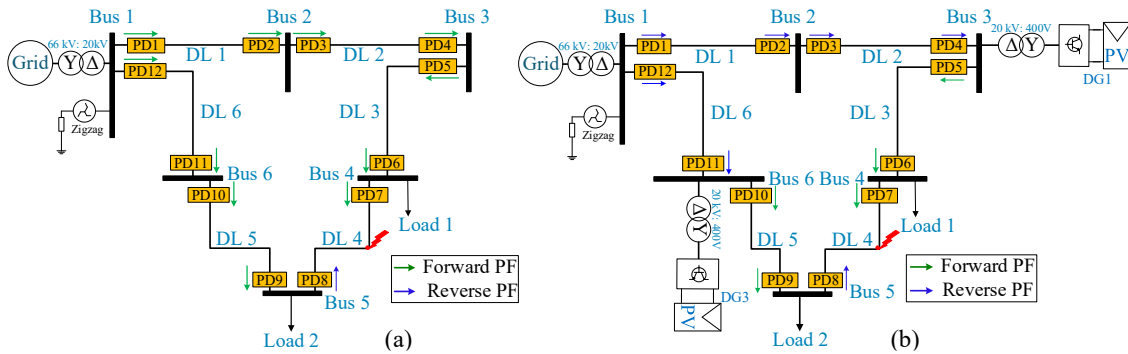 Bus 1
Bus 2
Bus 3
66 kV: 20kV
Grid
Y Δ
PD1
PD2
PD3
PD4
DL 1
DL 2
PD12
PD5
DL 6
DL 3
Zigzag
PD11
Bus 6
PD10
Bus 4
PD6
PD7
Load 1
DL 5
DL 4
PD9
PD8
Bus 5
Load 2
Forward PF
Reverse PF
(a)
Bus 1
Bus 2
Bus 3
66 kV: 20kV
20 kV: 400V
Grid
Y Δ
PD1
PD2
PD3
PD4
Δ Y
PV
DG1
DL 1
DL 2
PD12
PD5
DL 6
DL 3
Zigzag
PD11
Bus 6
PD10
20 kV: 400V
Δ
Y
Bus 4
PD6
PD7
Load 1
DL 5
DL 4
DG3
PV
PD9
PD8
Bus 5
Load 2
Forward PF
Reverse PF
(b)